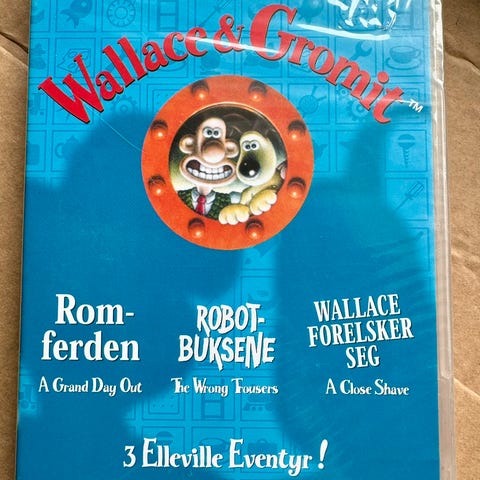 Wallace & Gromit™
Rom-
ferden
A Grand Day Out
ROBOT-
BUKSENE
The Wrong Trousers
WALLACE
FORELSKER
SEG
A Close Shave
3 Elleville Eventyr!